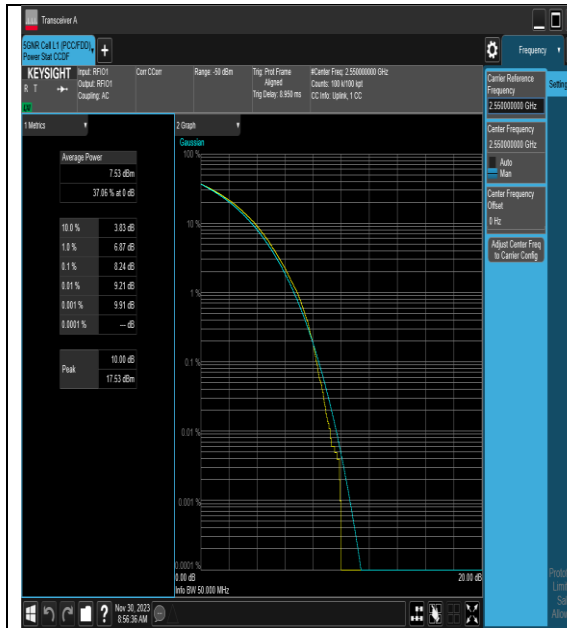 Transceiver A
5GNR Cell L1 (PCC/FDD)
Power Stat CCDF
+
Frequency
KEYSIGHT
R T
LV
Input: RFIO1
Output: RFIO1
Coupling: AC
Corr CCorr
Range: -50 dBm
Trig: Prot Frame
Aligned
Trig Delay: 8.950 ms
#Center Freq: 2.550000000 GHz
Counts: 100 k/100 kpt
CC Info: Uplink, 1 CC
Carrier Reference
Frequency
2.550000000 GHz
Setting
Center Frequency
2.550000000 GHz
Auto
Man
Center Frequency
Offset
0 Hz
Adjust Center Freq
to Carrier Config
1 Metrics
Average Power
7.53 dBm
37.06 % at 0 dB
10.0 % 3.83 dB
1.0 % 6.87 dB
0.1 % 8.24 dB
0.01 % 9.21 dB
0.001 % 9.91 dB
0.0001 % --- dB
Peak
10.00 dB
17.53 dBm
2 Graph
Gaussian
100 %
10 %
1 %
0.1 %
0.01 %
0.001 %
0.0001 %
0.00 dB
20.00 dB
Info BW 50.000 MHz
?
Nov 30, 2023
8:56:36 AM